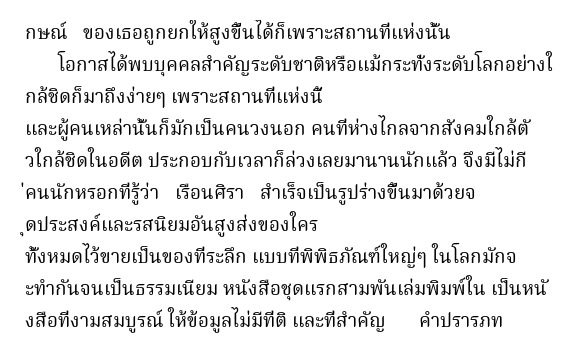 กษณ์   ของเธอถูกยกให้สูงขึ้นได้ก็เพราะสถานที่แห่งนั้น
โอกาสได้พบบุคคลสำคัญระดับชาติหรือแม้กระทั่งระดับโลกอย่างใ
กล้ชิดก็มาถึงง่ายๆ เพราะสถานที่แห่งนี้
และผู้คนเหล่านั้นก็มักเป็นคนวงนอก คนที่ห่างไกลจากสังคมใกล้ตั
วใกล้ชิดในอดีต ประกอบกับเวลาก็ล่วงเลยมานานนักแล้ว จึงมีไม่กี
่คนนักหรอกที่รู้ว่า   เรือนศิรา   สำเร็จเป็นรูปร่างขึ้นมาด้วยจ
ุดประสงค์และรสนิยมอันสูงส่งของใคร
ทั้งหมดไว้ขายเป็นของที่ระลึก แบบที่พิพิธภัณฑ์ใหญ่ๆ ในโลกมักจ
ะทำกันจนเป็นธรรมเนียม หนังสือชุดแรกสามพันเล่มพิมพ์ใน เป็นหนั
งสือที่งามสมบูรณ์ ให้ข้อมูลไม่มีที่ติ และที่สำคัญ      คำปรารภท